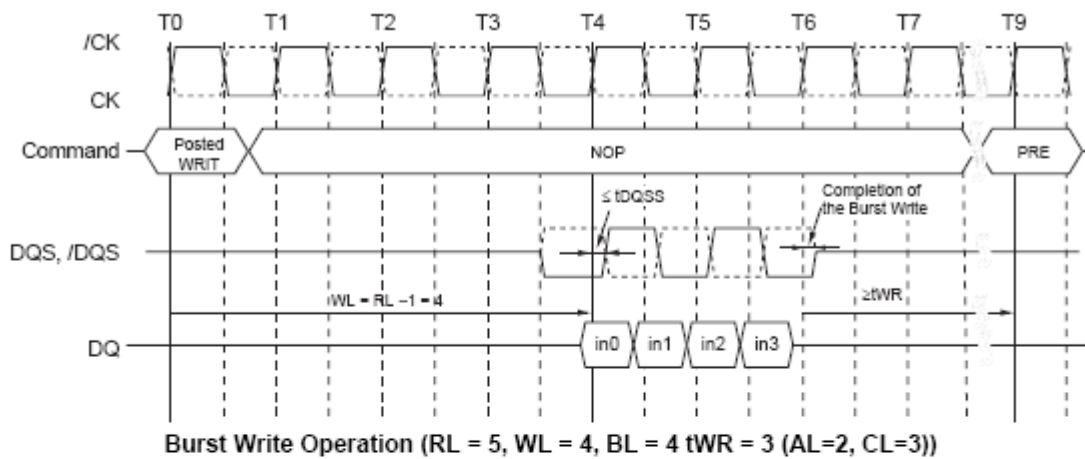 T0 T1 T2 T3 T4 T5 T6 T7 T9
/CK
CK
Command
Posted
WRIT
NOP
PRE
≤ tDQSS
Completion of
the Burst Write
DQS, /DQS
WL = RL –1 = 4
≥tWR
DQ
in0 in1 in2 in3
Burst Write Operation (RL = 5, WL = 4, BL = 4 tWR = 3 (AL=2, CL=3))